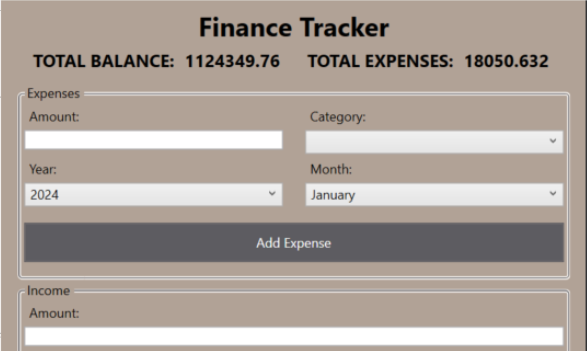 Finance Tracker
TOTAL BALANCE: 1124349.76 TOTAL EXPENSES: 18050.632
Expenses
Amount: Category:
Year: Month:
2024 January
Add Expense
Income
Amount: